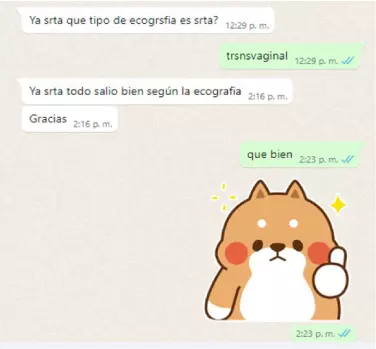 Ya srta que tipo de ecogrsfia es srta? 12:29 p. m.
trsnsvaginal 12:29 p. m.
Ya srta todo salio bien según la ecografia 2:16 p. m.
Gracias 2:16 p. m.
que bien 2:23 p. m.
2:23 p. m.